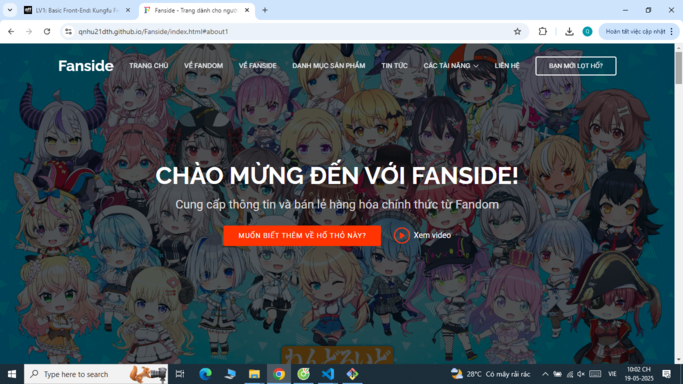 LV1: Basic Front-End: Kungfu N
Fanside - Trang dành cho người
qnhu21dth.github.io/Fanside/index.html#about1
Hoàn tất việc cập nhật
Fanside
TRANG CHỦ
VỀ FANDOM
VỀ FANSIDE
DANH MỤC SẢN PHẨM
TIN TỨC
CÁC TÀI NĂNG
LIÊN HỆ
BẠN MỚI LỌT HỐ?
CHÀO MỪNG ĐẾN VỚI FANSIDE!
Cung cấp thông tin và bán lẻ hàng hóa chính thức từ Fandom
MUỐN BIẾT THÊM VỀ HỐ THỎ NÀY?
Xem video
Type here to search
28°C Có mây rải rác
VIE
10:02 CH
19-05-2025